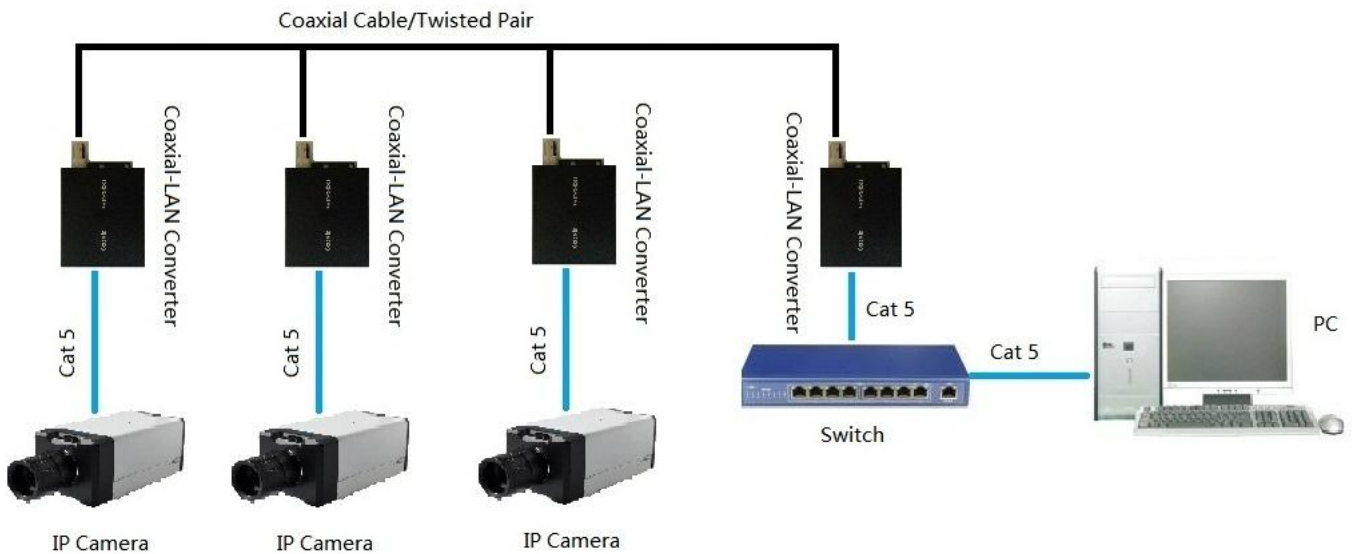 Coaxial Cable/Twisted Pair
Coaxial-LAN Converter
Coaxial-LAN Converter
Coaxial-LAN Converter
Coaxial-LAN Converter
Cat 5
Cat 5
Cat 5
Cat 5
Cat 5
PC
Switch
IP Camera
IP Camera
IP Camera